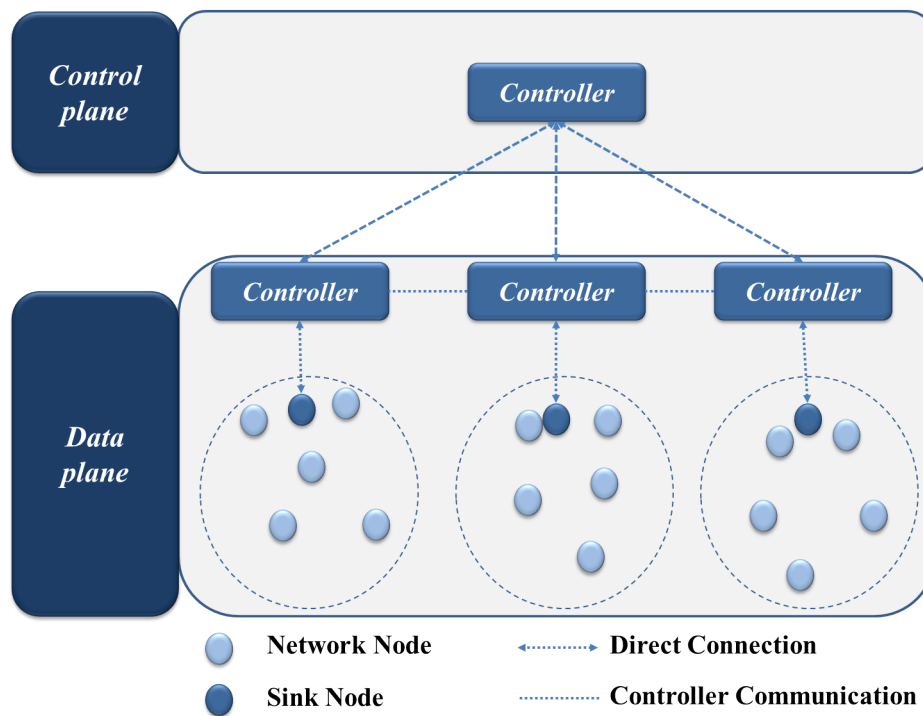 Control
plane
Controller
Controller
Controller
Controller
Data
plane
Network Node
Direct Connection
Sink Node
Controller Communication